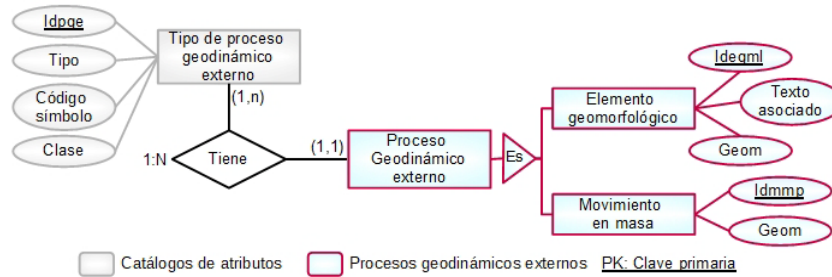 Idpge
Tipo
Código
símbolo
Clase
Tipo de proceso
geodinámico
externo
(1,n)
1:N
Tiene
(1,1)
Proceso
Geodinámico
externo
Es
Elemento
geomorfológico
Idegml
Texto
asociado
Geom
Movimiento
en masa
Idmmp
Geom
Catálogos de atributos
Procesos geodinámicos externos
PK: Clave primaria